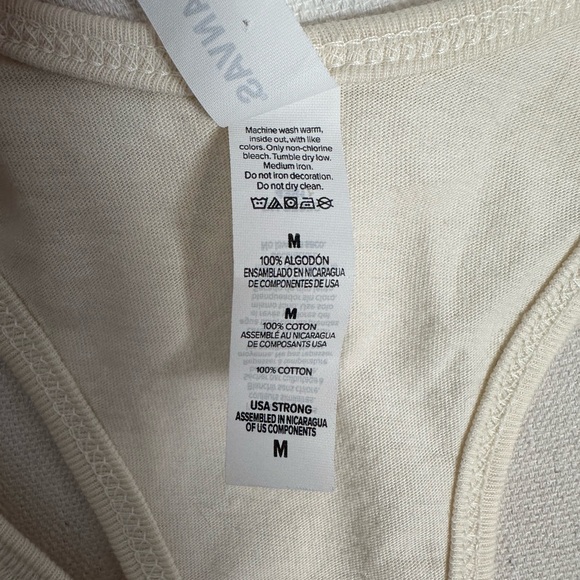 SAVNA
Machine wash warm,
inside out, with like
colors. Only non-chlorine
bleach. Tumble dry low.
Medium iron.
Do not iron decoration.
Do not dry clean.
M
100% ALGODÓN
ENSAMBLADO EN NICARAGUA
DE COMPONENTES DE USA
M
100% COTON
ASSEMBLÉ AU NICARAGUA
DE COMPOSANTS USA
100% COTTON
USA STRONG
ASSEMBLED IN NICARAGUA
OF US COMPONENTS
M